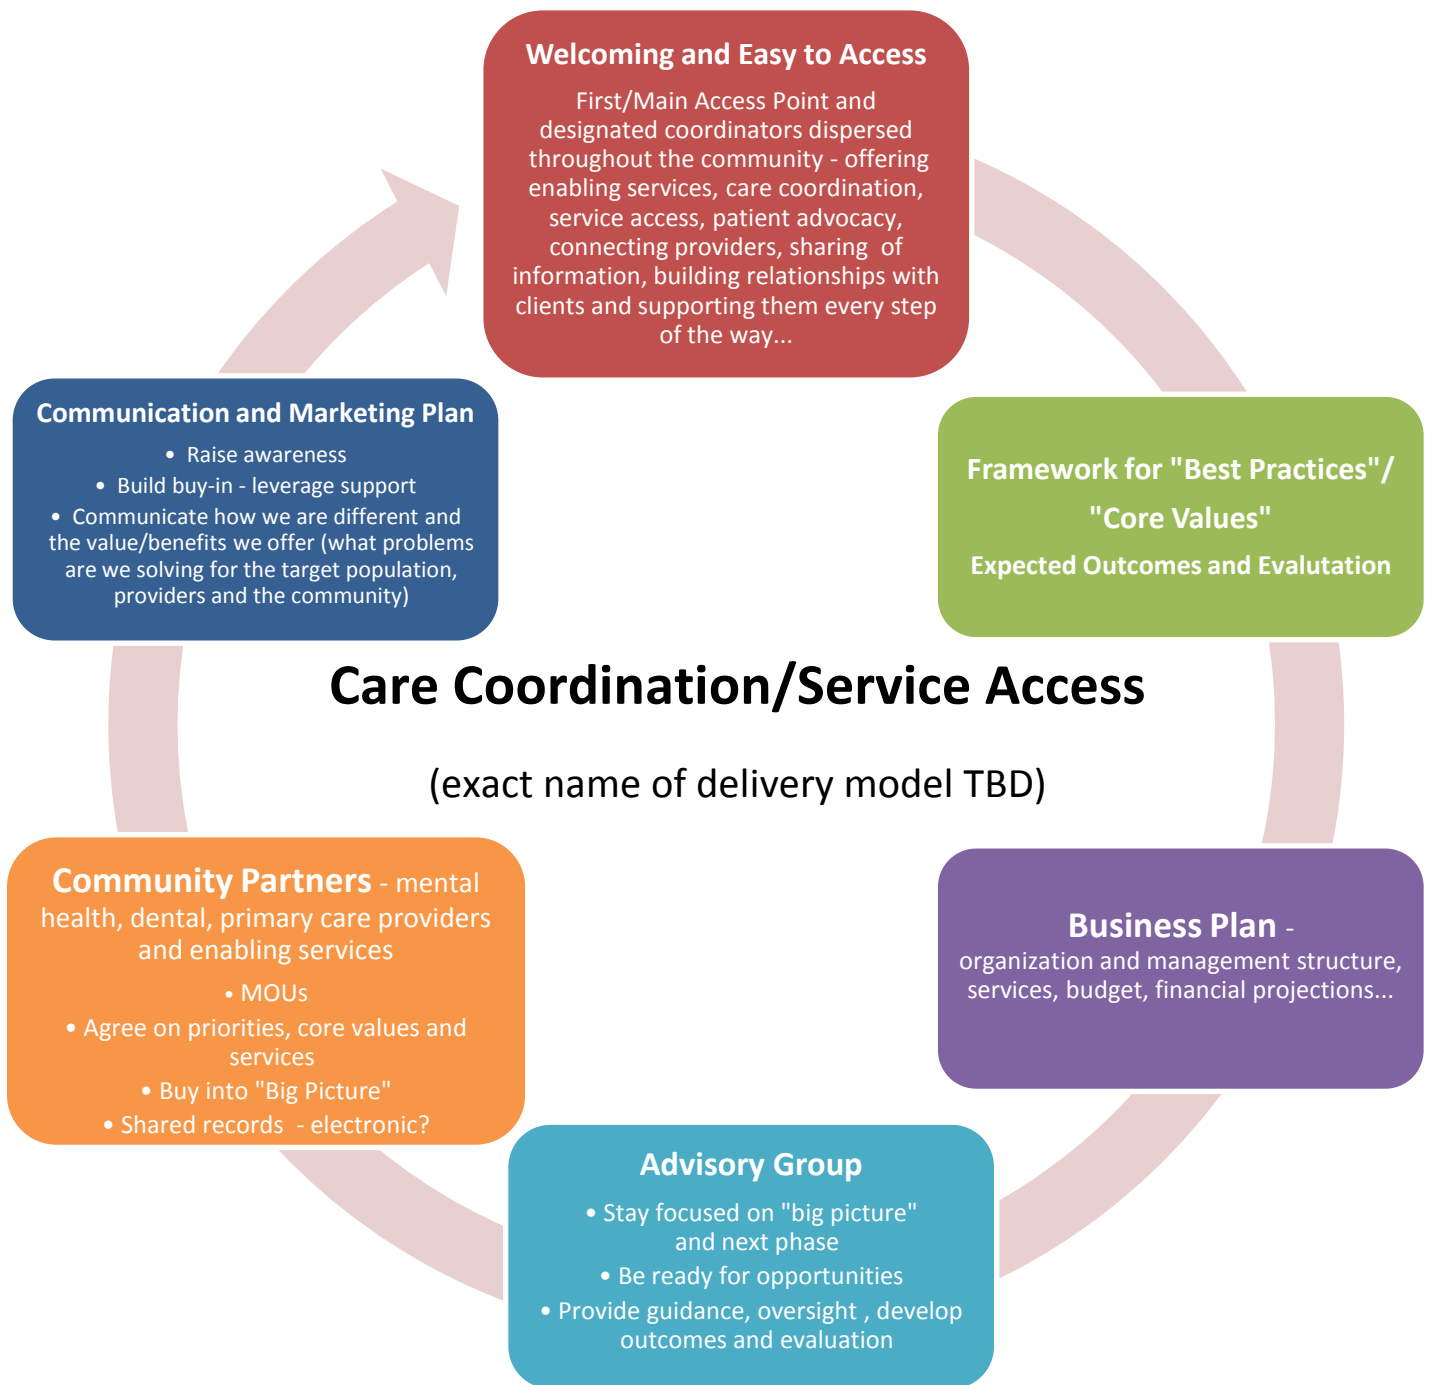 Welcoming and Easy to Access
First/Main Access Point and
designated coordinators dispersed
throughout the community - offering
enabling services, care coordination,
service access, patient advocacy,
connecting providers, sharing  of
information, building relationships with
clients and supporting them every step
of the way...
Framework for "Best Practices"/
"Core Values"
Expected Outcomes and Evalutation
Business Plan -
organization and management structure,
services, budget, financial projections...
Advisory Group
• Stay focused on "big picture"
and next phase
• Be ready for opportunities
• Provide guidance, oversight , develop
outcomes and evaluation
Community Partners - mental
health, dental, primary care providers
and enabling services
• MOUs
• Agree on priorities, core values and
services
• Buy into "Big Picture"
• Shared records  - electronic?
Communication and Marketing Plan
• Raise awareness
• Build buy-in - leverage support
• Communicate how we are different and
the value/benefits we offer (what problems
are we solving for the target population,
providers and the community)
Care Coordination/Service Access
(exact name of delivery model TBD)